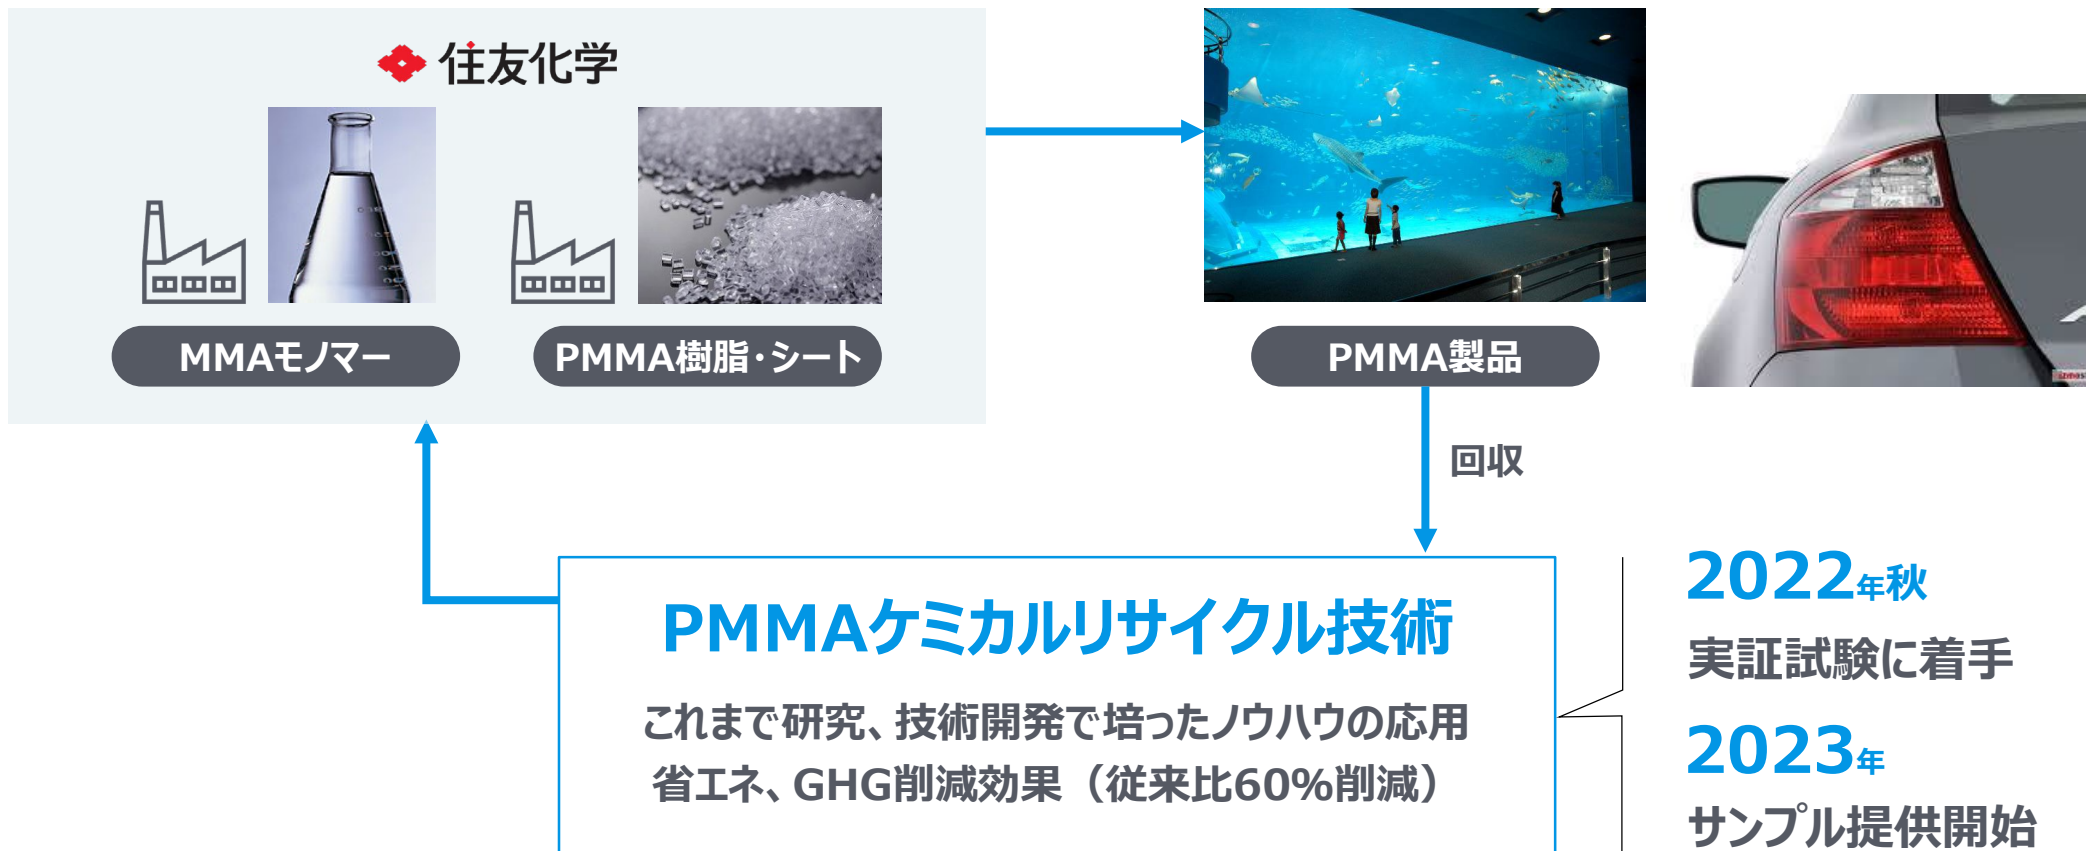 住友化学
MMAモノマー
PMMA樹脂・シート
PMMA製品
回収
PMMAケミカルリサイクル技術
これまで研究、技術開発で培ったノウハウの応用
省エネ、GHG削減効果（従来比60%削減）
2022年秋
実証試験に着手
2023年
サンプル提供開始